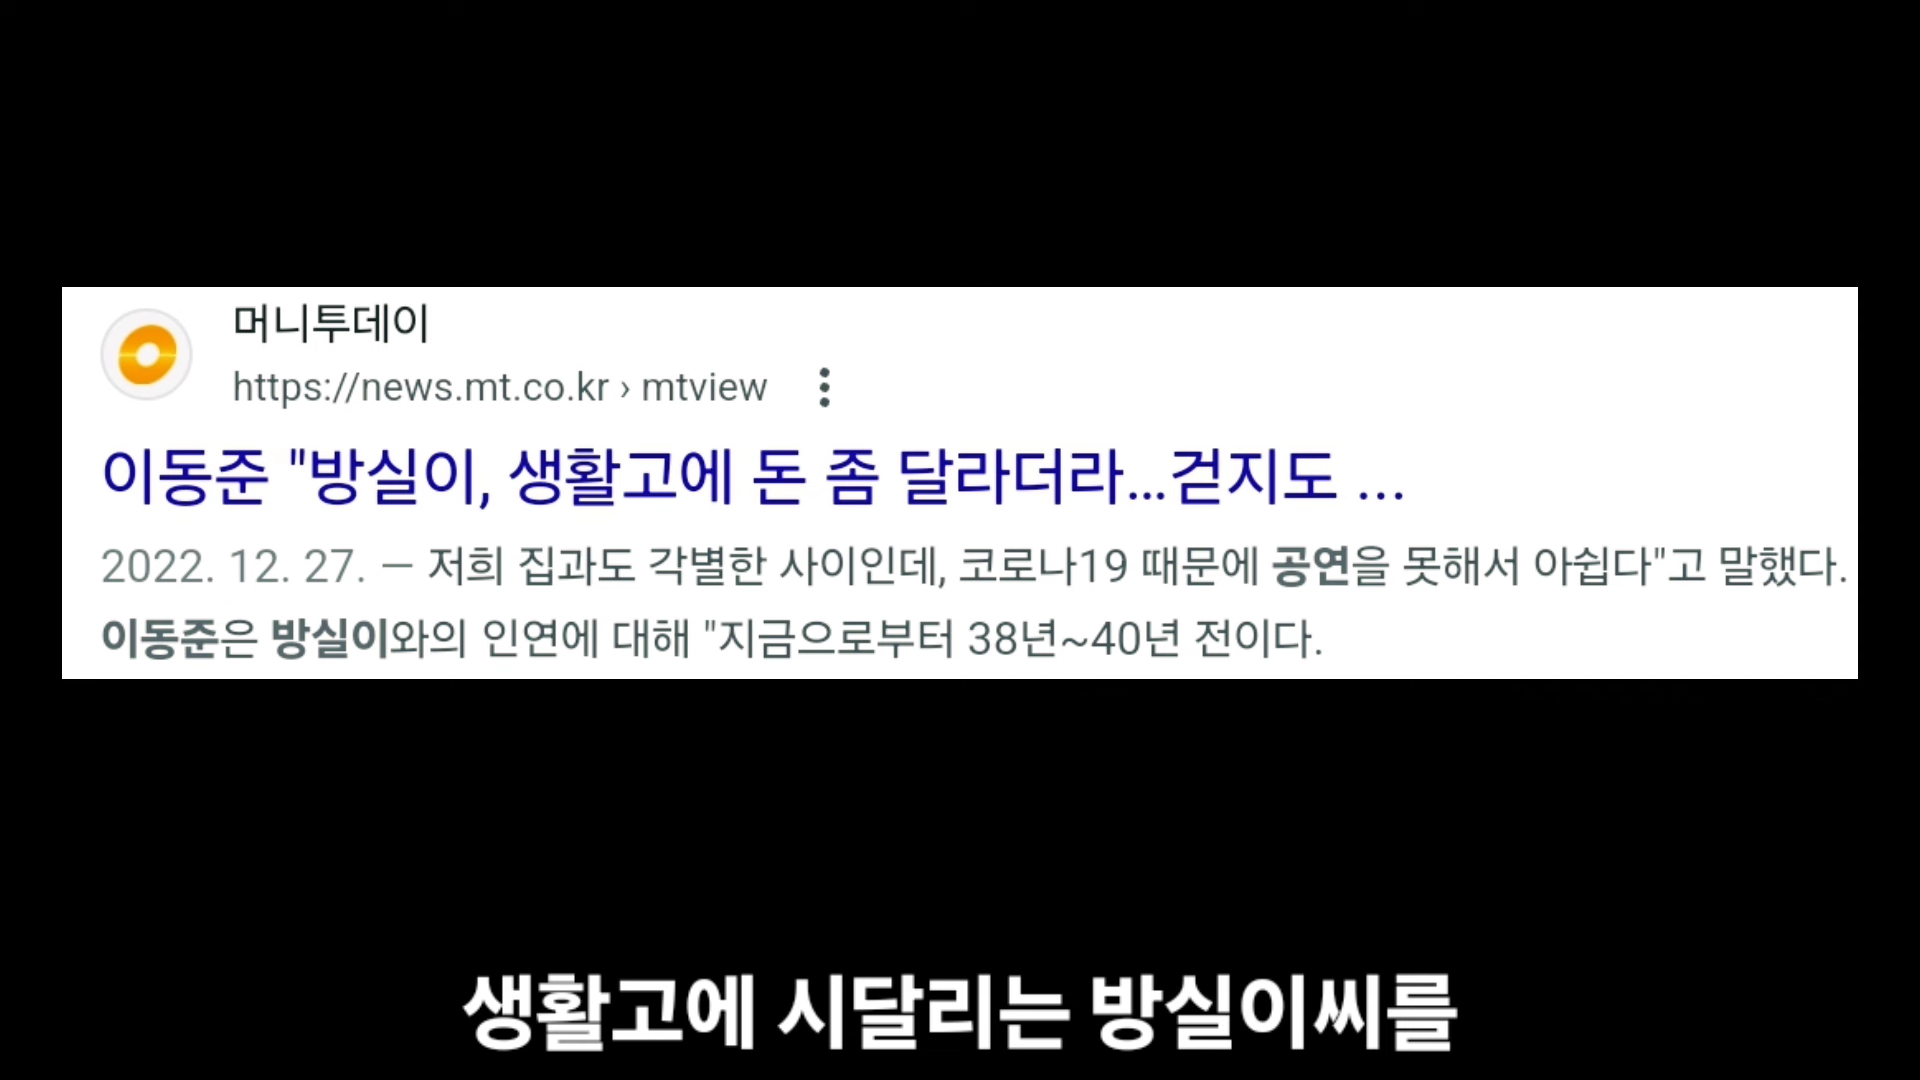 머니투데이
https://news.mt.co.kr › mtview
이동준 "방실이, 생활고에 돈 좀 달라더라...걷지도 ...
2022. 12. 27. — 저희 집과도 각별한 사이인데, 코로나19 때문에 공연을 못해서 아쉽다"고 말했다.
이동준은 방실이와의 인연에 대해 "지금으로부터 38년~40년 전이다.
생활고에 시달리는 방실이씨를